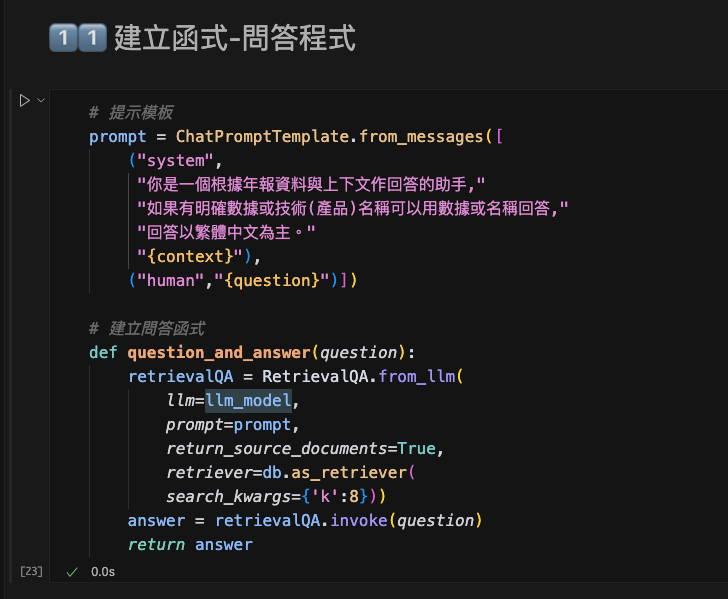 1️⃣1️⃣ 建立函式-問答程式
# 提示模板
prompt = ChatPromptTemplate.from_messages([
("system",
"你是一個根據年報資料與上下文作回答的助手,"
"如果有明確數據或技術(產品)名稱可以用數據或名稱回答,"
"回答以繁體中文為主。"
"{context}"),
("human","{question}")])
# 建立問答函式
def question_and_answer(question):
retrievalQA = RetrievalQA.from_llm(
llm=llm_model,
prompt=prompt,
return_source_documents=True,
retriever=db.as_retriever(
search_kwargs={'k':8}))
answer = retrievalQA.invoke(question)
return answer
[23] ✓ 0.0s